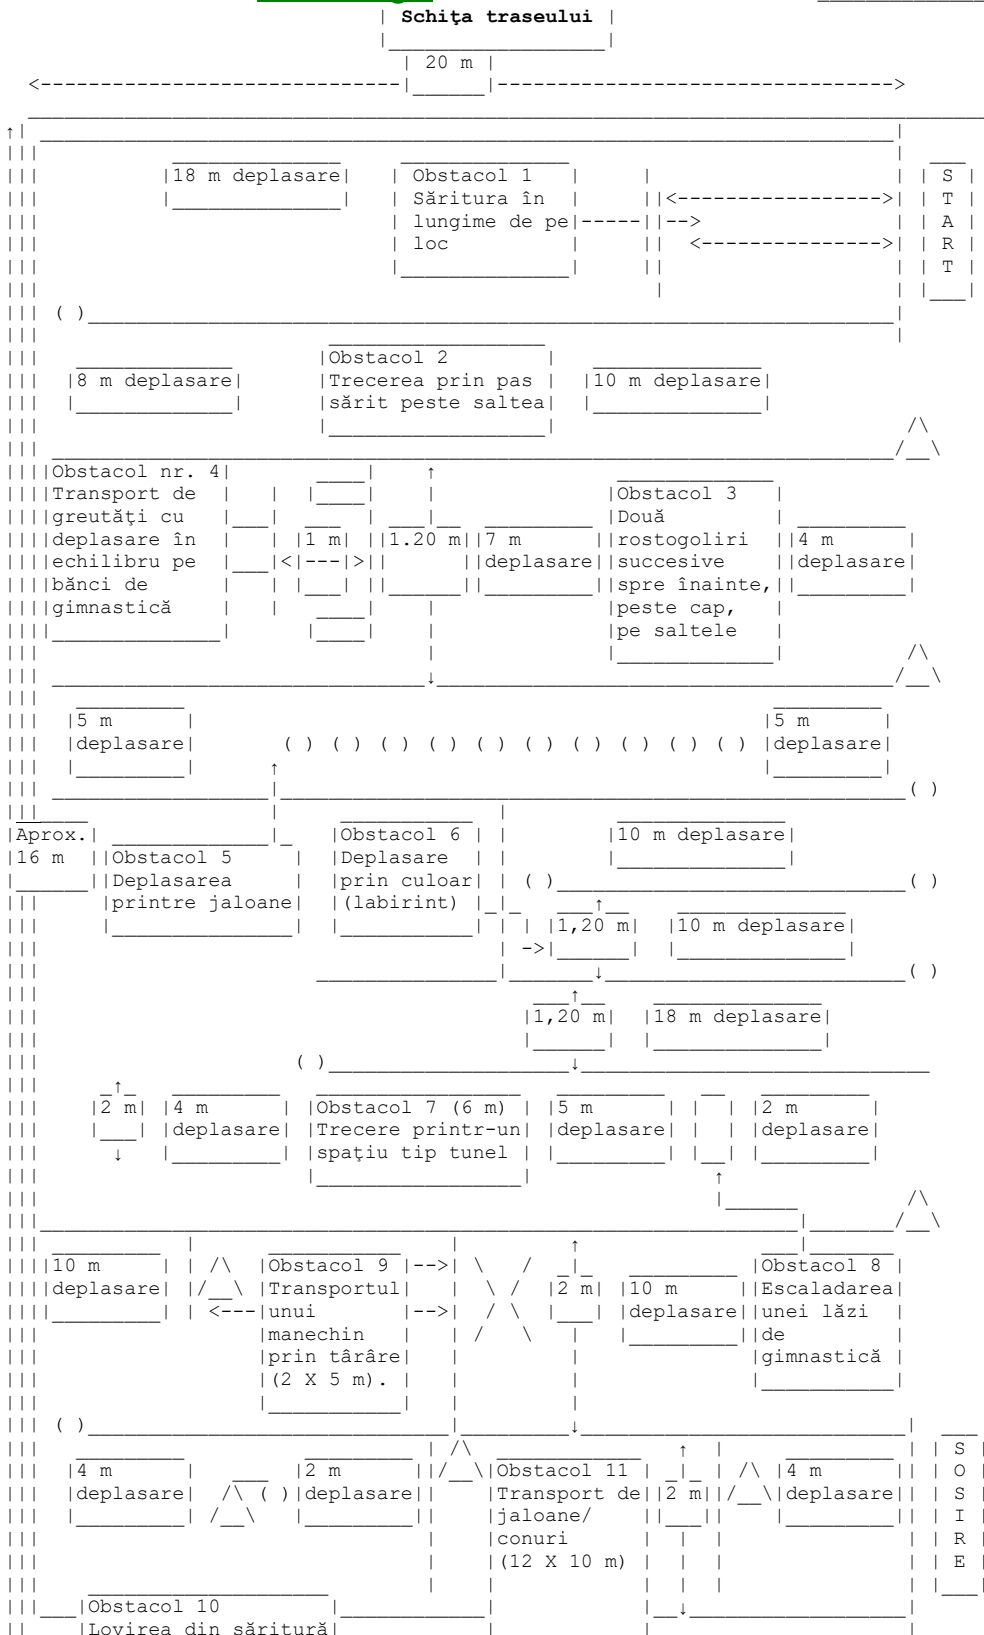 Schiţa traseului
20 m
18 m deplasare
Obstacol 1
Săritura în
lungime de pe
loc
START
8 m deplasare
Obstacol 2
Trecerea prin pas
sărit peste saltea
10 m deplasare
Obstacol nr. 4
Transport de
greutăţi cu
deplasare în
echilibru pe
bănci de
gimnastică
1 m
1.20 m
7 m
deplasare
Obstacol 3
Două
rostogoliri
succesive
spre înainte,
peste cap,
pe saltele
4 m
deplasare
5 m
deplasare
5 m
deplasare
Aprox.
16 m
Obstacol 5
Deplasarea
printre jaloane
Obstacol 6
Deplasare
prin culoar
(labirint)
10 m deplasare
1,20 m
10 m deplasare
1,20 m
18 m deplasare
2 m
4 m
deplasare
Obstacol 7 (6 m)
Trecere printr-un
spaţiu tip tunel
5 m
deplasare
2 m
deplasare
10 m
deplasare
Obstacol 9
Transportul
unui
manechin
prin târâre
(2 X 5 m).
2 m
10 m
deplasare
Obstacol 8
Escaladarea
unei lăzi
de
gimnastică
4 m
deplasare
2 m
deplasare
Obstacol 11
Transport de
jaloane/
conuri
(12 X 10 m)
2 m
4 m
deplasare
SOSIRE
Obstacol 10
Lovirea din săritură